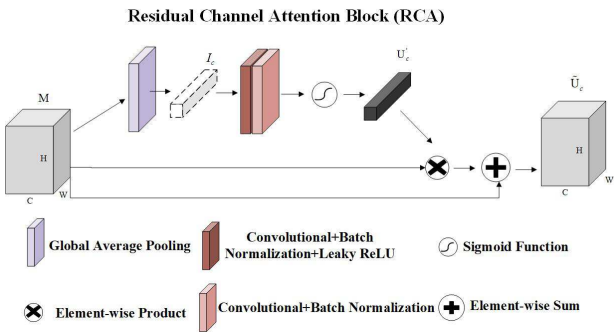 Residual Channel Attention Block (RCA)
M
I_c
U'_c
Ũ_c
H
W
C
H
W
C
Global Average Pooling
Convolutional+Batch
Normalization+Leaky ReLU
Sigmoid Function
Element-wise Product
Convolutional+Batch Normalization
Element-wise Sum